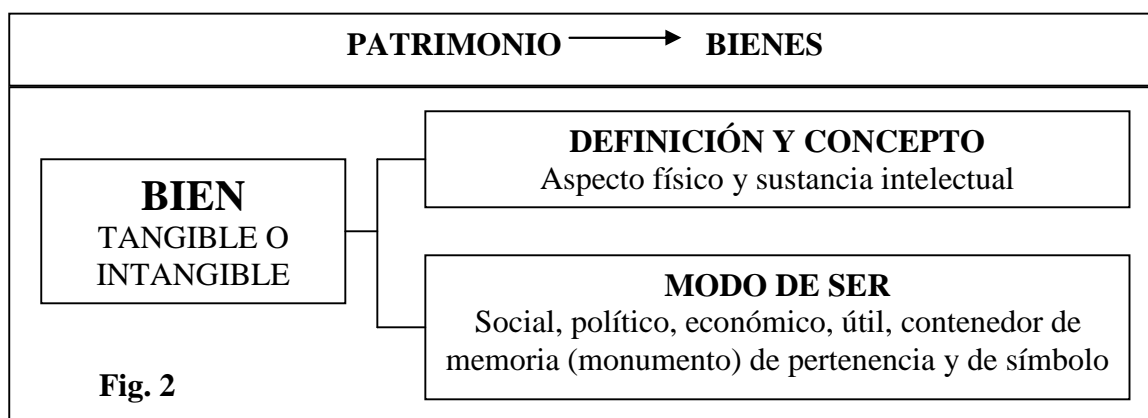 PATRIMONIO BIENES
BIEN
TANGIBLE O
INTANGIBLE
DEFINICIÓN Y CONCEPTO
Aspecto físico y sustancia intelectual
MODO DE SER
Social, político, económico, útil, contenedor de
memoria (monumento) de pertenencia y de símbolo
Fig. 2